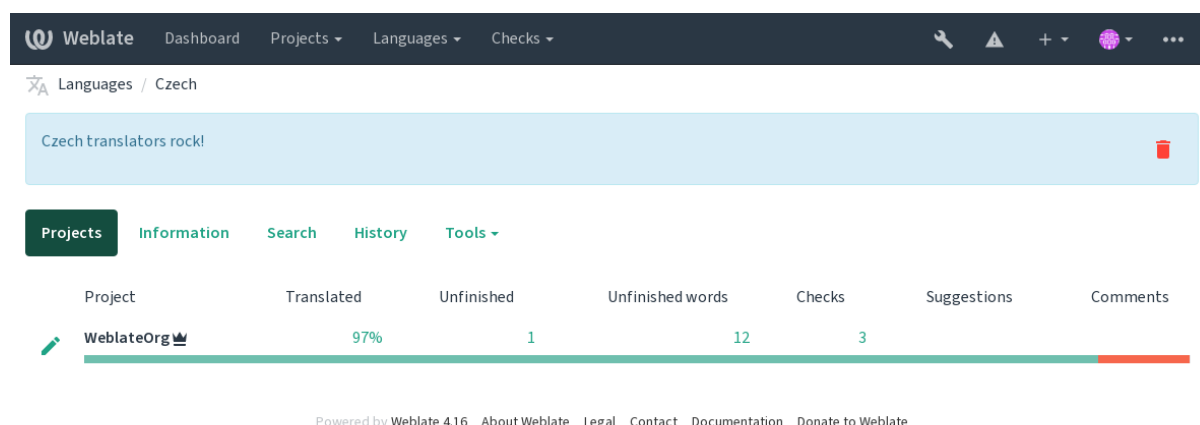 Weblate Dashboard Projects Languages Checks
Languages / Czech
Czech translators rock!
Projects Information Search History Tools
Project Translated Unfinished Unfinished words Checks Suggestions Comments
WeblateOrg 97% 1 12 3
Powered by Weblate 4.16 About Weblate Legal Contact Documentation Donate to Weblate